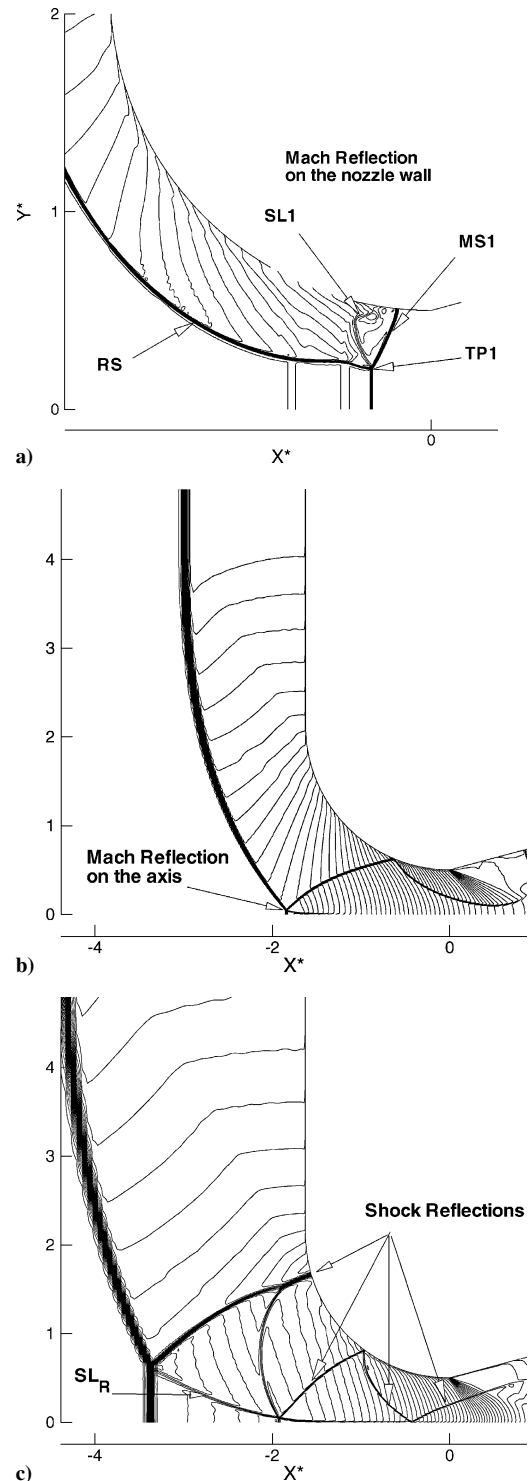 2
Mach Reflection
on the nozzle wall
SL1
MS1
Y*
1
RS
TP1
0
0
a)
X*
4
3
2
1
Mach Reflection
on the axis
0
-4
-2
0
b)
X*
4
3
2
Shock Reflections
1
SL_R
0
-4
-2
0
c)
X*